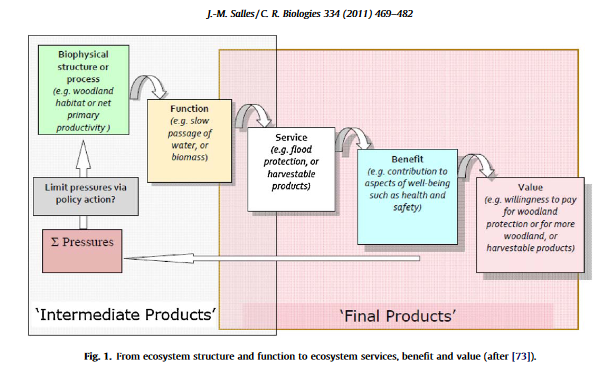 J.-M. Salles / C. R. Biologies 334 (2011) 469–482
Biophysical
structure or
process
(e.g. woodland
habitat or net
primary
productivity )
Function
(e.g. slow
passage of
water, or
biomass)
Service
(e.g. flood
protection, or
harvestable
products)
Benefit
(e.g. contribution to
aspects of well-being
such as health and
safety)
Value
(e.g. willingness to pay
for woodland
protection or for more
woodland, or
harvestable products)
Limit pressures via
policy action?
Σ Pressures
‘Intermediate Products’
‘Final Products’
Fig. 1. From ecosystem structure and function to ecosystem services, benefit and value (after [73]).